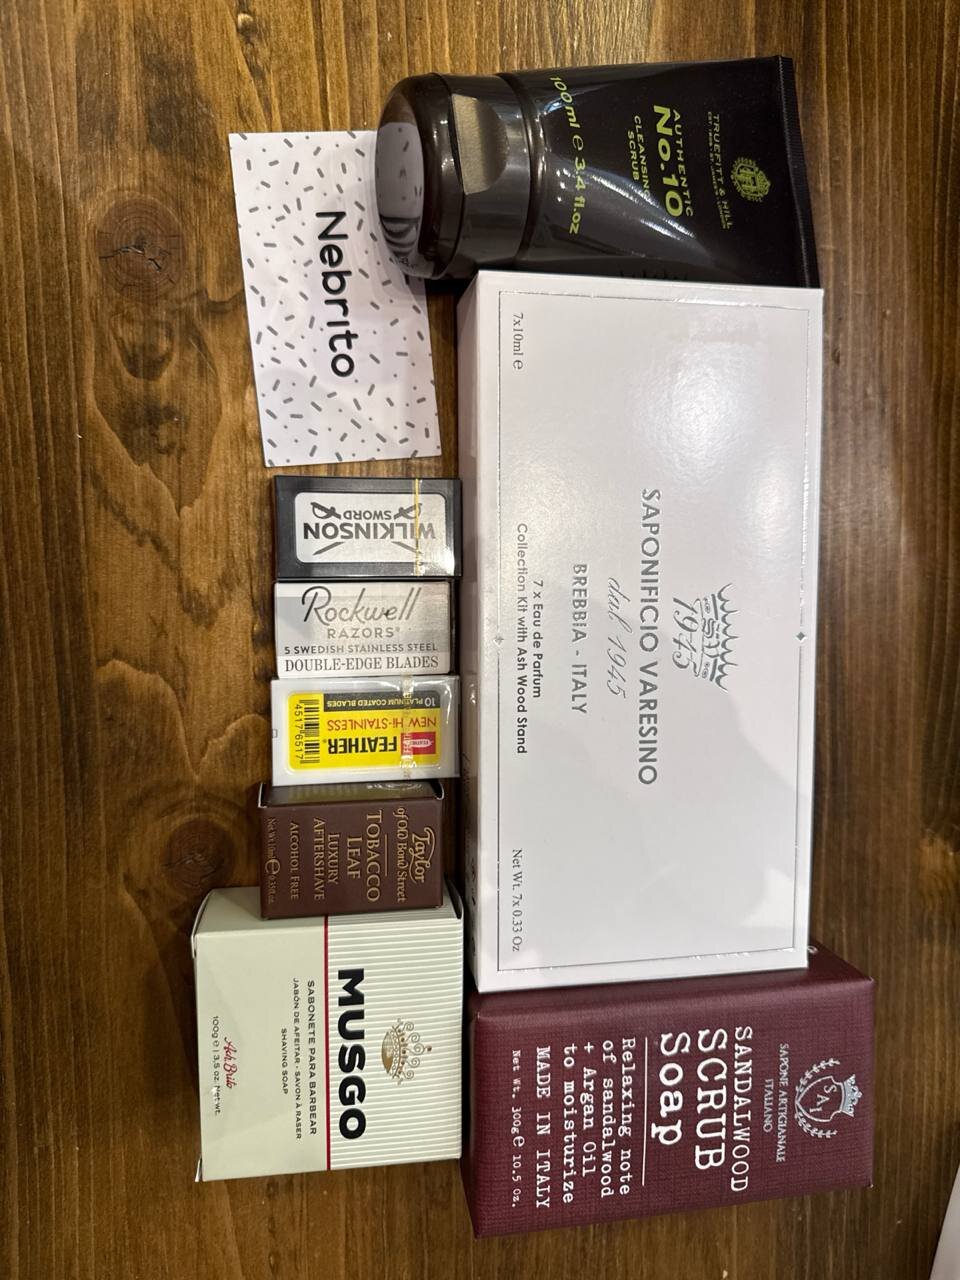 TRUEFITT & HILL
AUTHENTIC
No.10
CLEANSING
SCRUB
100 ml e 3.4 fl.oz
Nebrito
7x10ml e
1945
SAPONIFICIO VARESINO
dal 1945
BREBBIA - ITALY
7 x Eau de Parfum
Collection Kit with Ash Wood Stand
Net Wt. 7x 0.33 Oz
WILKINSON
SWORD
Rockwell
RAZORS®
5 SWEDISH STAINLESS STEEL
DOUBLE-EDGE BLADES
FEATHER®
NEW Hi-STAINLESS
10 PLATINUM COATED BLADES
Taylor
of Old Bond Street
TOBACCO
LEAF
LUXURY
AFTERSHAVE
ALCOHOL FREE
MUSGO
SABONETE PARA BARBEAR
JABÓN DE AFEITAR · SAVON À RASER
SHAVING SOAP
Ach. Brito
100g e | 3,5 oz. Net wt.
SAI
SAPONE ARTIGIANALE
ITALIANO
SANDALWOOD
SCRUB
Soap
Relaxing note
of sandalwood
+ Argan Oil
to moisturize
MADE IN ITALY
Net Wt. 300g e 10.5 Oz.